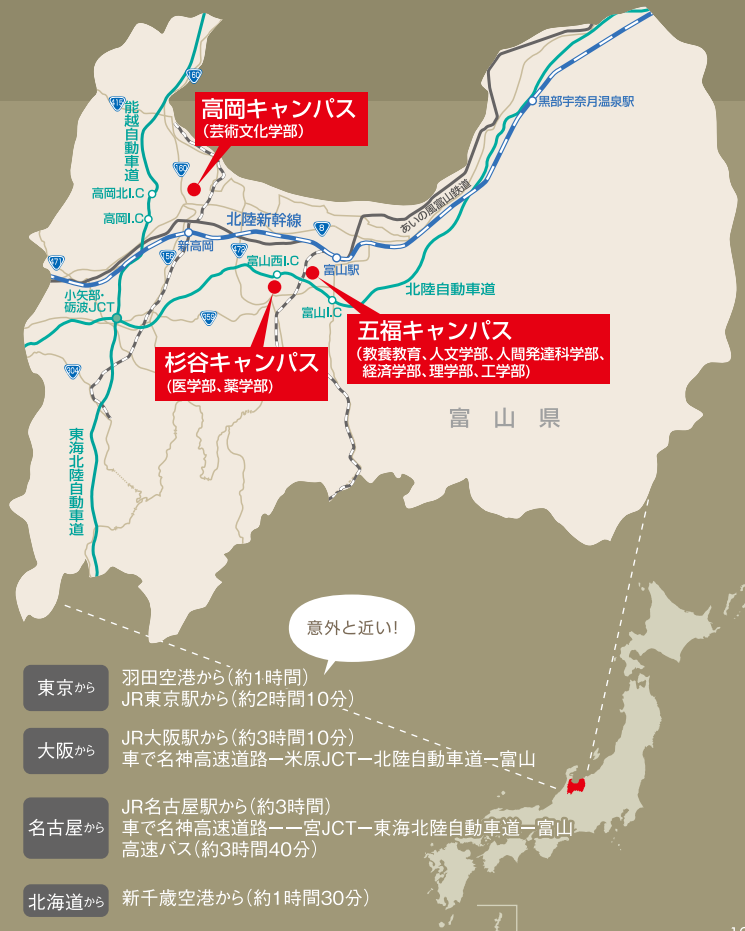 160
415
能越自動車道
高岡キャンパス
(芸術文化学部)
黒部宇奈月温泉駅
160
高岡北I.C
高岡I.C
あいの風富山鉄道
北陸新幹線
8
新高岡
156
富山西I.C
富山駅
471
小矢部・
砺波JCT
359
富山I.C
北陸自動車道
五福キャンパス
(教養教育、人文学部、人間発達科学部、
経済学部、理学部、工学部)
杉谷キャンパス
(医学部、薬学部)
304
富山県
東海北陸自動車道
意外と近い!
東京から
羽田空港から(約1時間)
JR東京駅から(約2時間10分)
大阪から
JR大阪駅から(約3時間10分)
車で名神高速道路ー米原JCTー北陸自動車道ー富山
名古屋から
JR名古屋駅から(約3時間)
車で名神高速道路ー一宮JCTー東海北陸自動車道ー富山
高速バス(約3時間40分)
北海道から
新千歳空港から(約1時間30分)